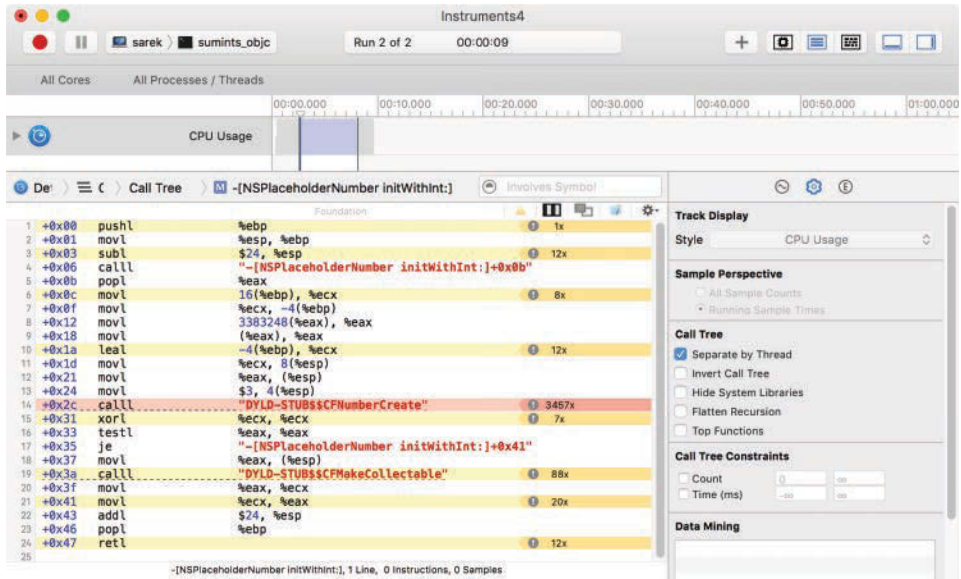 Instruments4
sarek sumints_objc Run 2 of 2 00:00:09
All Cores All Processes / Threads
00:00.000 00:10.000 00:20.000 00:30.000 00:40.000 00:50.000 01:00.000
CPU Usage
De Call Tree M -[NSPlaceholderNumber initWithInt:] Involves Symbol
Foundation
1 +0x00 pushl %ebp 1x
2 +0x01 movl %esp, %ebp
3 +0x03 subl $24, %esp 12x
4 +0x06 calll "-[NSPlaceholderNumber initWithInt:]+0x0b"
5 +0x0b popl %eax
6 +0x0c movl 16(%ebp), %ecx 8x
7 +0x0f movl %ecx, -4(%ebp)
8 +0x12 movl 3383248(%eax), %eax
9 +0x18 movl (%eax), %eax
10 +0x1a leal -4(%ebp), %ecx 12x
11 +0x1d movl %ecx, 8(%esp)
12 +0x21 movl %eax, (%esp)
13 +0x24 movl $3, 4(%esp)
14 +0x2c calll "DYLD-STUB$$CFNumberCreate" 3457x
15 +0x31 xorl %ecx, %ecx 7x
16 +0x33 testl %eax, %eax
17 +0x35 je "-[NSPlaceholderNumber initWithInt:]+0x41"
18 +0x37 movl %eax, (%esp)
19 +0x3a calll "DYLD-STUB$$CFMakeCollectable" 88x
20 +0x3f movl %eax, %ecx
21 +0x41 movl %ecx, %eax 20x
22 +0x43 addl $24, %esp
23 +0x46 popl %ebp
24 +0x47 retl 12x
25
-[NSPlaceholderNumber initWithInt:], 1 Line, 0 Instructions, 0 Samples
Track Display
Style CPU Usage
Sample Perspective
All Sample Counts
Running Sample Times
Call Tree
Separate by Thread
Invert Call Tree
Hide System Libraries
Flatten Recursion
Top Functions
Call Tree Constraints
Count 0 ∞
Time (ms) -∞ ∞
Data Mining